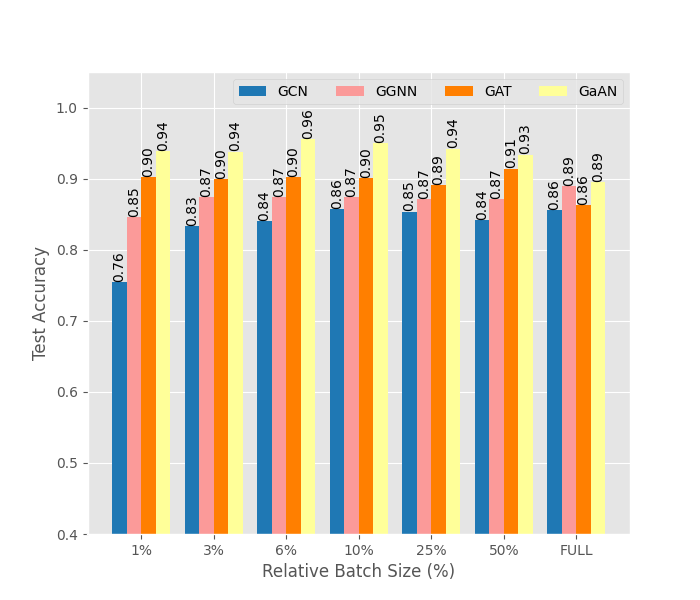 GCN GGNN GAT GaAN
1.0
0.9
0.8
0.7
0.6
0.5
0.4
Test Accuracy
0.76 0.85 0.90 0.94
0.83 0.87 0.90 0.94
0.84 0.87 0.90 0.96
0.86 0.87 0.90 0.95
0.85 0.87 0.89 0.94
0.84 0.87 0.91 0.93
0.86 0.89 0.86 0.89
1% 3% 6% 10% 25% 50% FULL
Relative Batch Size (%)